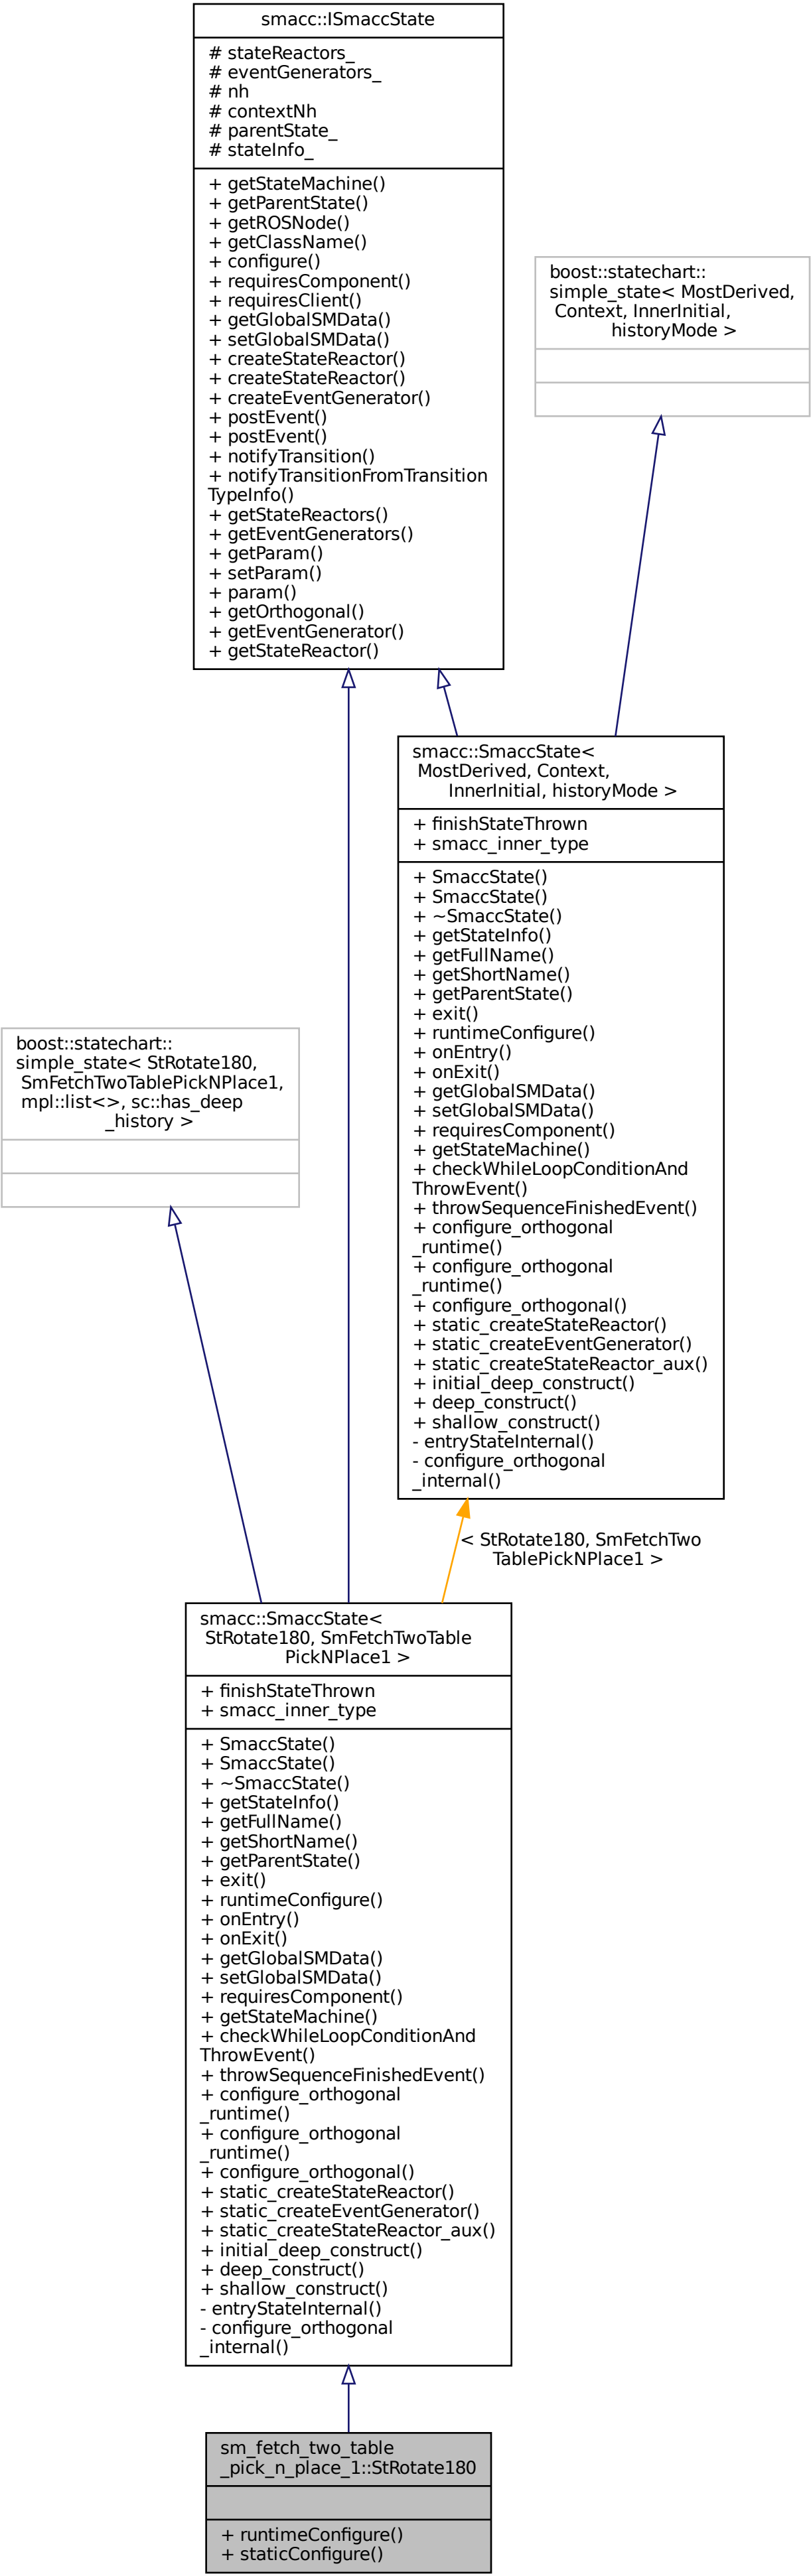 smacc::ISmaccState
# stateReactors_
# eventGenerators_
# nh
# contextNh
# parentState_
# stateInfo_
+ getStateMachine()
+ getParentState()
+ getROSNode()
+ getClassName()
+ configure()
+ requiresComponent()
+ requiresClient()
+ getGlobalSMData()
+ setGlobalSMData()
+ createStateReactor()
+ createStateReactor()
+ createEventGenerator()
+ postEvent()
+ postEvent()
+ notifyTransition()
+ notifyTransitionFromTransition
TypeInfo()
+ getStateReactors()
+ getEventGenerators()
+ getParam()
+ setParam()
+ param()
+ getOrthogonal()
+ getEventGenerator()
+ getStateReactor()
boost::statechart::
simple_state< MostDerived,
Context, InnerInitial,
historyMode >
smacc::SmaccState<
MostDerived, Context,
InnerInitial, historyMode >
+ finishStateThrown
+ smacc_inner_type
+ SmaccState()
+ SmaccState()
+ ~SmaccState()
+ getStateInfo()
+ getFullName()
+ getShortName()
+ getParentState()
+ exit()
+ runtimeConfigure()
+ onEntry()
+ onExit()
+ getGlobalSMData()
+ setGlobalSMData()
+ requiresComponent()
+ getStateMachine()
+ checkWhileLoopConditionAnd
ThrowEvent()
+ throwSequenceFinishedEvent()
+ configure_orthogonal
_runtime()
+ configure_orthogonal
_runtime()
+ configure_orthogonal()
+ static_createStateReactor()
+ static_createEventGenerator()
+ static_createStateReactor_aux()
+ initial_deep_construct()
+ deep_construct()
+ shallow_construct()
- entryStateInternal()
- configure_orthogonal
_internal()
boost::statechart::
simple_state< StRotate180,
SmFetchTwoTablePickNPlace1,
mpl::list<>, sc::has_deep
_history >
< StRotate180, SmFetchTwo
TablePickNPlace1 >
smacc::SmaccState<
StRotate180, SmFetchTwoTable
PickNPlace1 >
+ finishStateThrown
+ smacc_inner_type
+ SmaccState()
+ SmaccState()
+ ~SmaccState()
+ getStateInfo()
+ getFullName()
+ getShortName()
+ getParentState()
+ exit()
+ runtimeConfigure()
+ onEntry()
+ onExit()
+ getGlobalSMData()
+ setGlobalSMData()
+ requiresComponent()
+ getStateMachine()
+ checkWhileLoopConditionAnd
ThrowEvent()
+ throwSequenceFinishedEvent()
+ configure_orthogonal
_runtime()
+ configure_orthogonal
_runtime()
+ configure_orthogonal()
+ static_createStateReactor()
+ static_createEventGenerator()
+ static_createStateReactor_aux()
+ initial_deep_construct()
+ deep_construct()
+ shallow_construct()
- entryStateInternal()
- configure_orthogonal
_internal()
sm_fetch_two_table
_pick_n_place_1::StRotate180
+ runtimeConfigure()
+ staticConfigure()